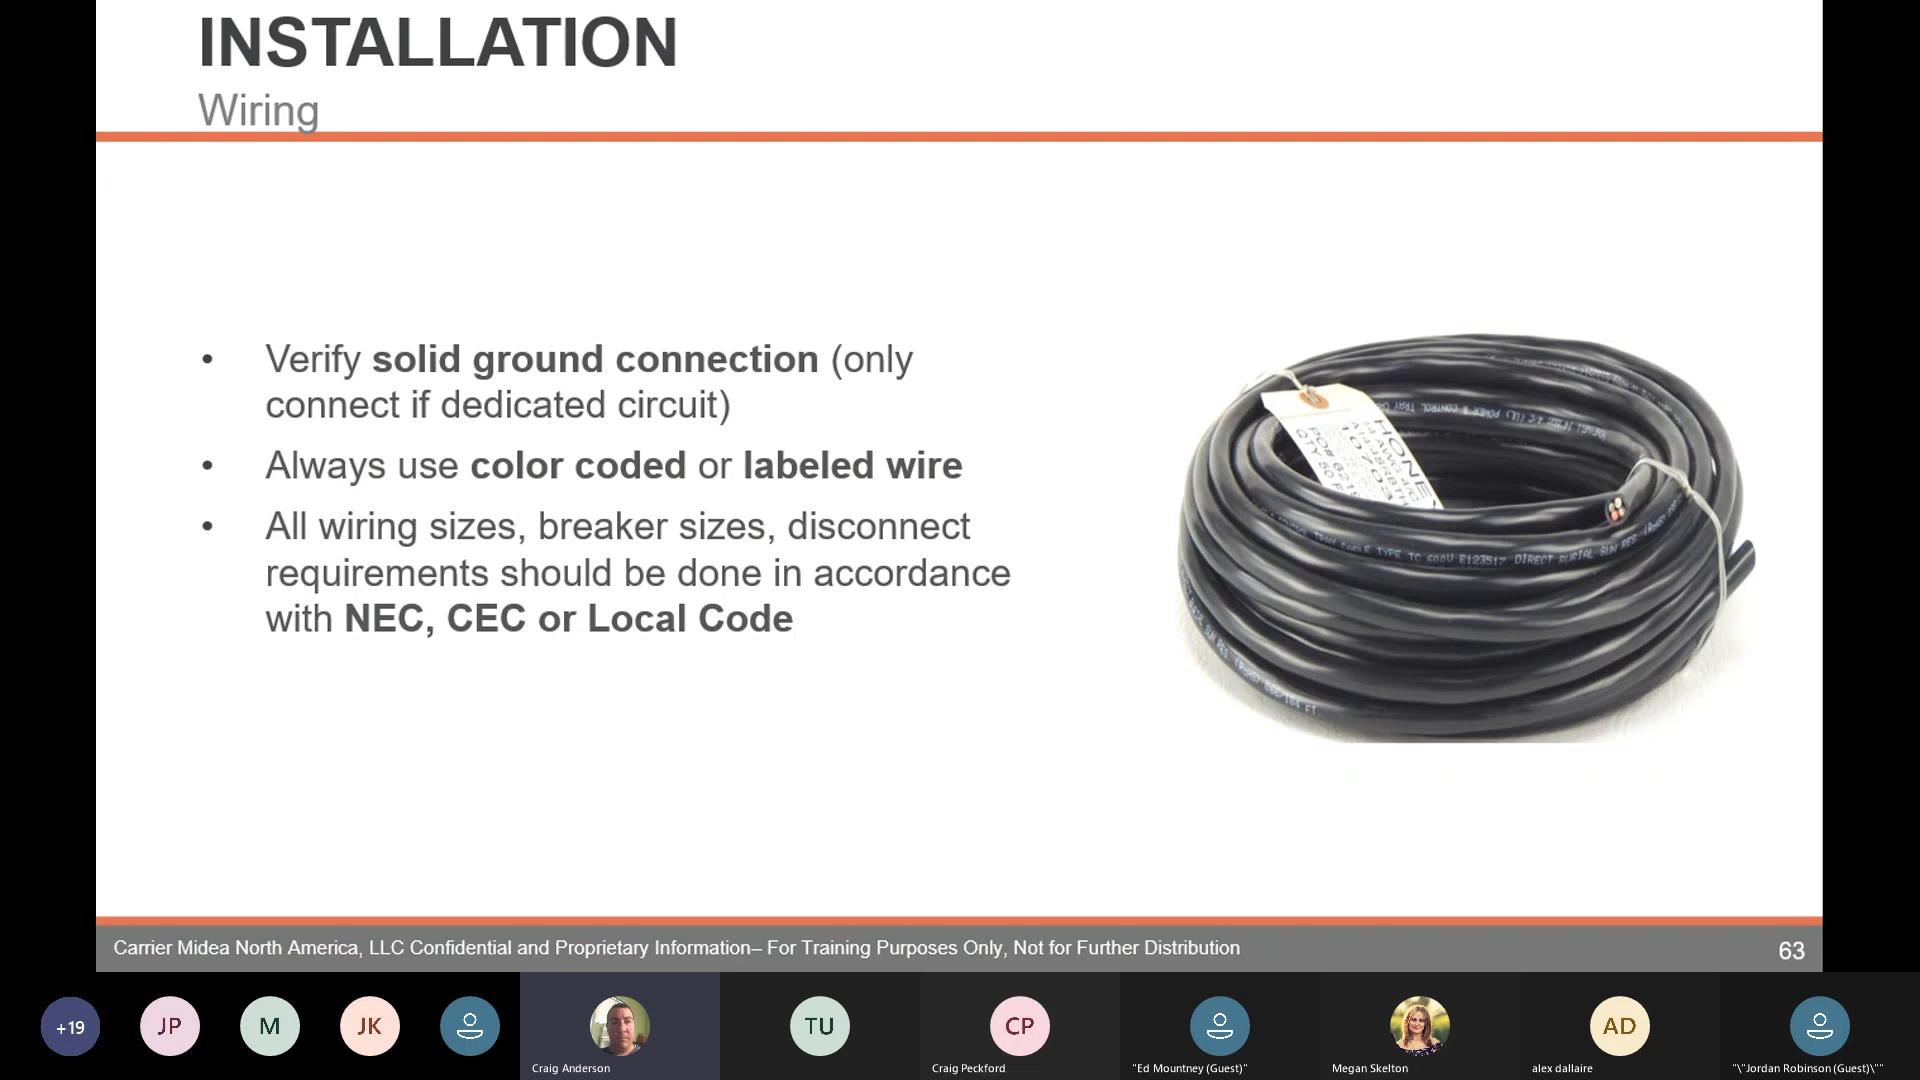 INSTALLATION
Wiring
• Verify solid ground connection (only
connect if dedicated circuit)
• Always use color coded or labeled wire
• All wiring sizes, breaker sizes, disconnect
requirements should be done in accordance
with NEC, CEC or Local Code
TRAY CABLE TYPE TC 600V E123517 DIRECT BURIAL SUN RES.
Carrier Midea North America, LLC Confidential and Proprietary Information– For Training Purposes Only, Not for Further Distribution
63
+19
JP
M
JK
TU
CP
AD
Craig Anderson
Craig Peckford
"Ed Mountney (Guest)"
Megan Skelton
alex dallaire
"\"Jordan Robinson (Guest)\""